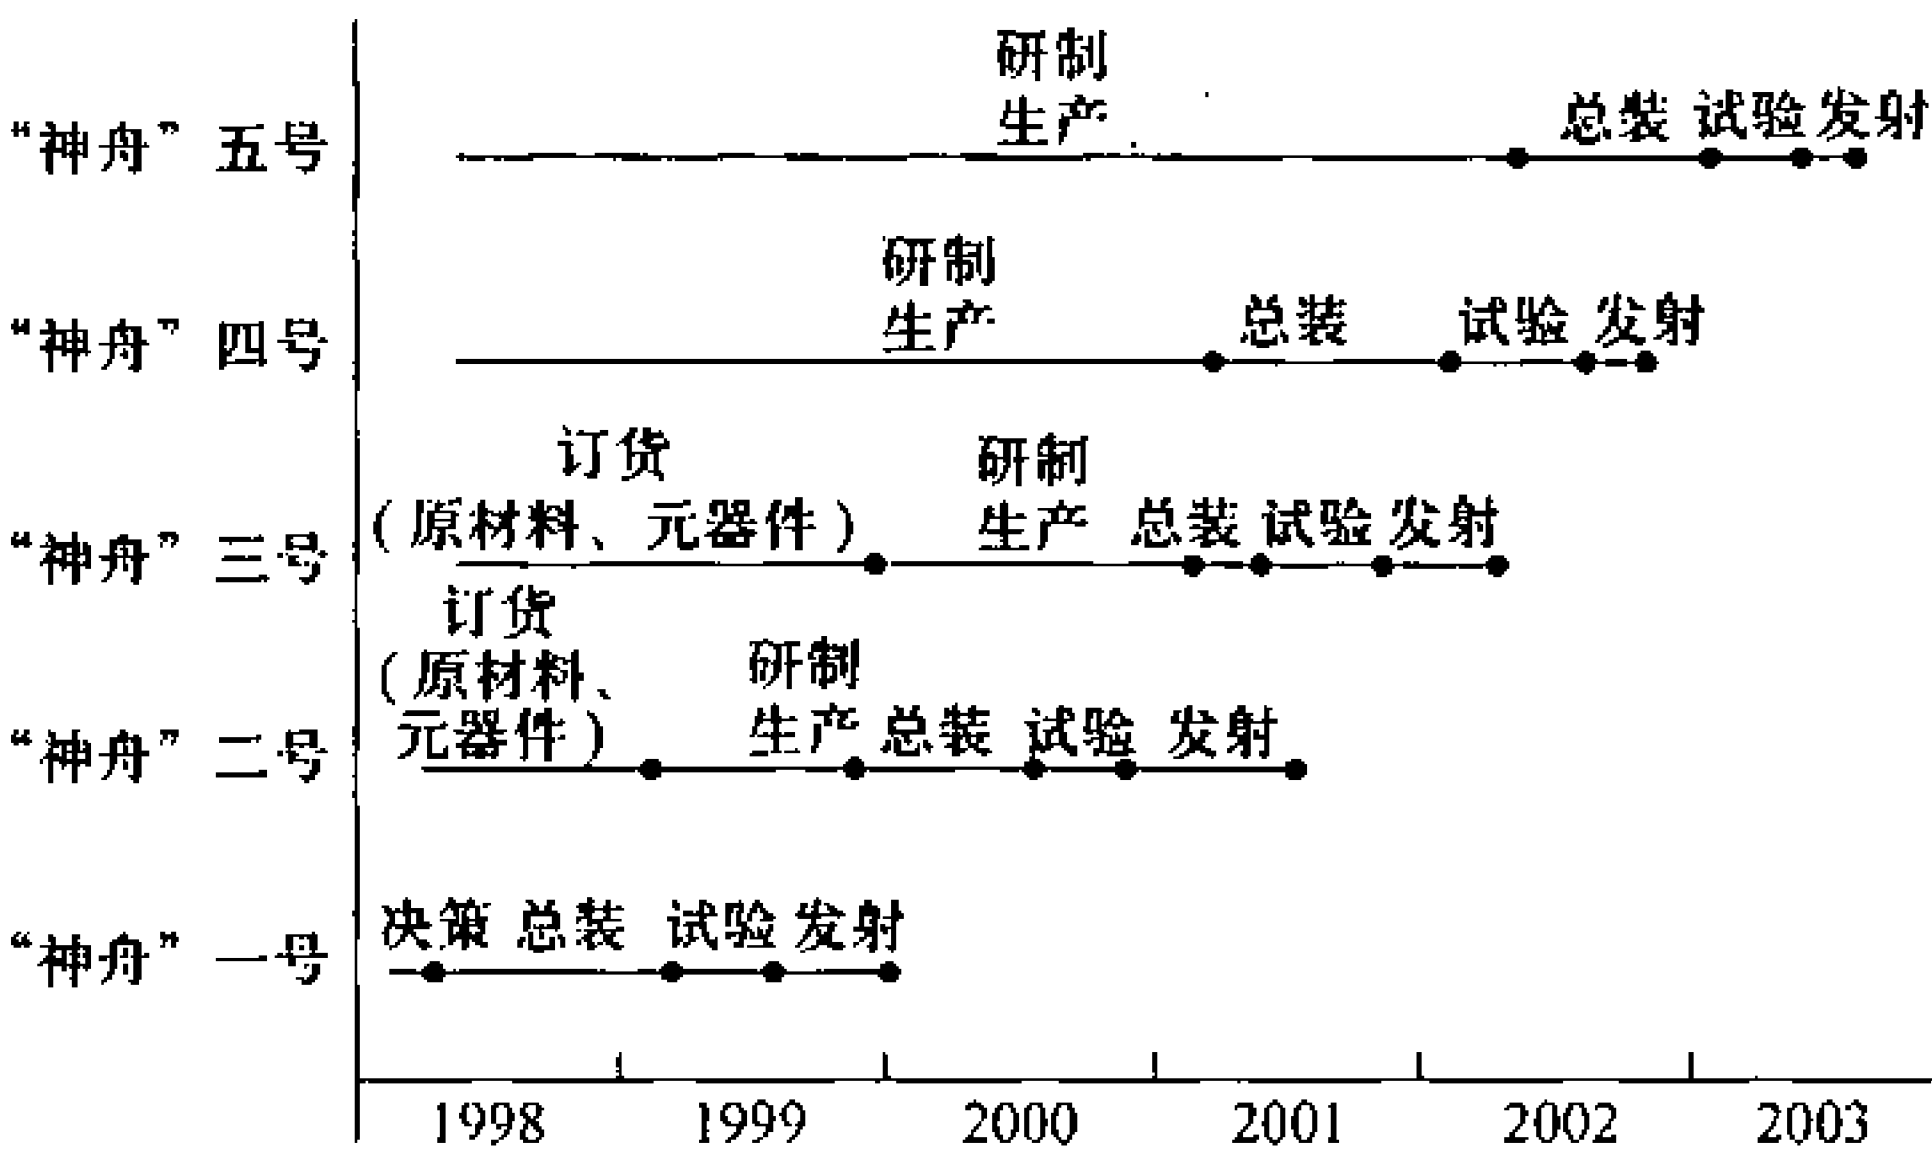 研制
生产
总装 试验 发射
“神舟” 五号
研制
生产
总装 试验 发射
“神舟” 四号
订货
(原材料、元器件)
研制
生产
总装 试验 发射
“神舟” 三号
订货
(原材料、
元器件)
研制
生产
总装 试验 发射
“神舟” 二号
决策 总装 试验 发射
“神舟” 一号
1998 1999 2000 2001 2002 2003